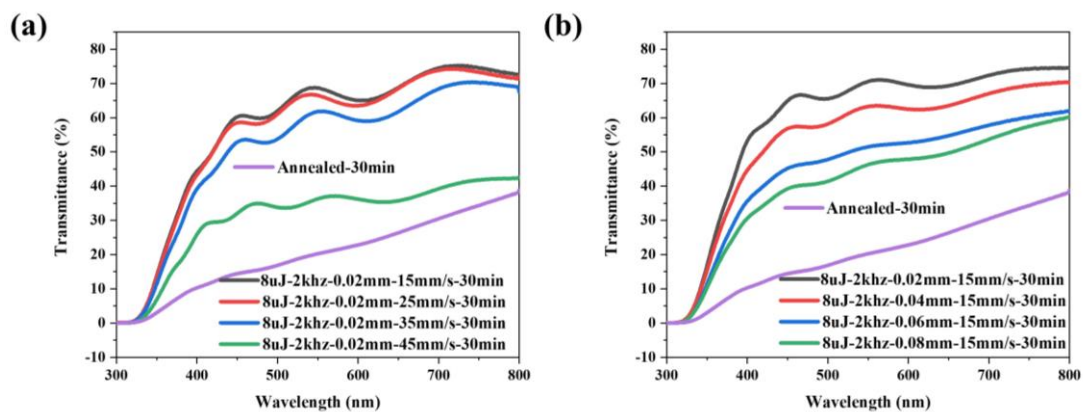 (a)
Transmittance (%)
80
70
60
50
40
30
20
10
0
-10
Annealed-30min
8uJ-2khz-0.02mm-15mm/s-30min
8uJ-2khz-0.02mm-25mm/s-30min
8uJ-2khz-0.02mm-35mm/s-30min
8uJ-2khz-0.02mm-45mm/s-30min
300 400 500 600 700 800
Wavelength (nm)
(b)
Transmittance (%)
80
70
60
50
40
30
20
10
0
-10
Annealed-30min
8uJ-2khz-0.02mm-15mm/s-30min
8uJ-2khz-0.04mm-15mm/s-30min
8uJ-2khz-0.06mm-15mm/s-30min
8uJ-2khz-0.08mm-15mm/s-30min
300 400 500 600 700 800
Wavelength (nm)